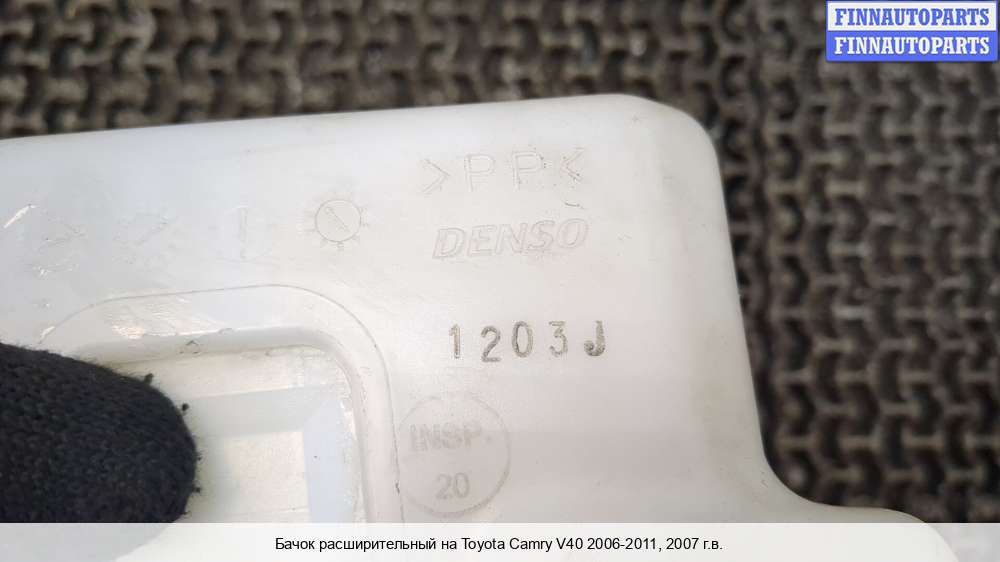 FINNAUTOPARTS
FINNAUTOPARTS
>PP<
DENSO
1203J
INSP.
20
Бачок расширительный на Toyota Camry V40 2006-2011, 2007 г.в.